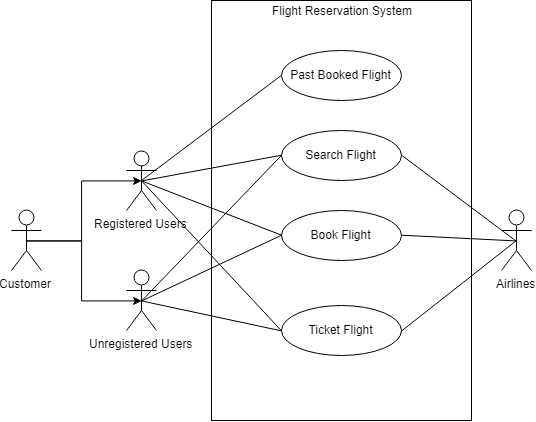 Flight Reservation System
Past Booked Flight
Search Flight
Registered Users
Book Flight
Customer
Airlines
Unregistered Users
Ticket Flight